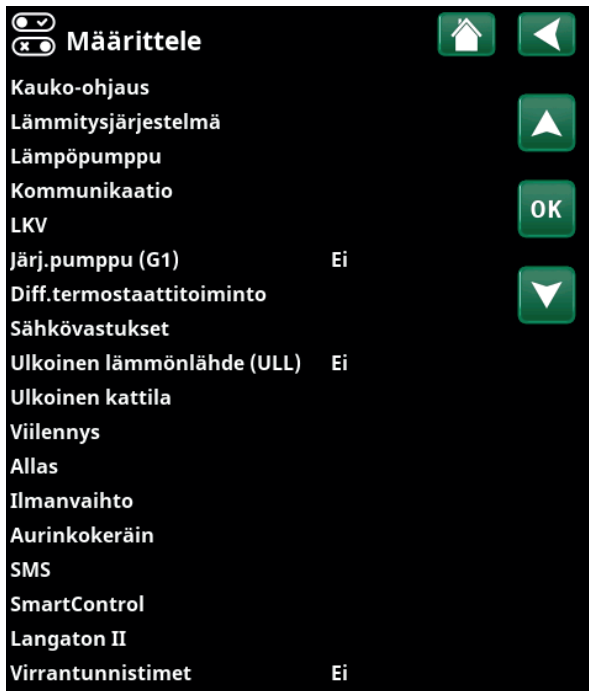 Määrittele
Kauko-ohjaus
Lämmitysjärjestelmä
Lämpöpumppu
Kommunikaatio
LKV
Järj.pumppu (G1) Ei
Diff.termostaattitoiminto
Sähkövastukset
Ulkoinen lämmönlähde (ULL) Ei
Ulkoinen kattila
Viilennys
Allas
Ilmanvaihto
Aurinkokeräin
SMS
SmartControl
Langaton II
Virrantunnistimet Ei
OK